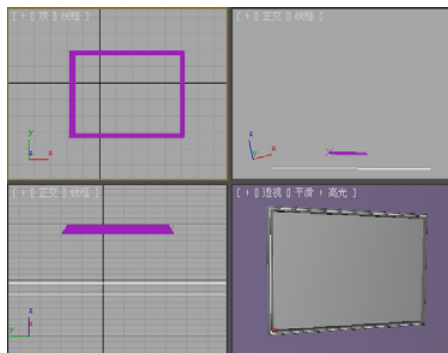 [ + 0 顶 0 线框 ]
[ + 0 正交 0 线框 ]
y
z x
z
y x
[ + 0 正交 0 线框 ]
[ + 0 透视 0 平滑 + 高光 ]
z
x
y